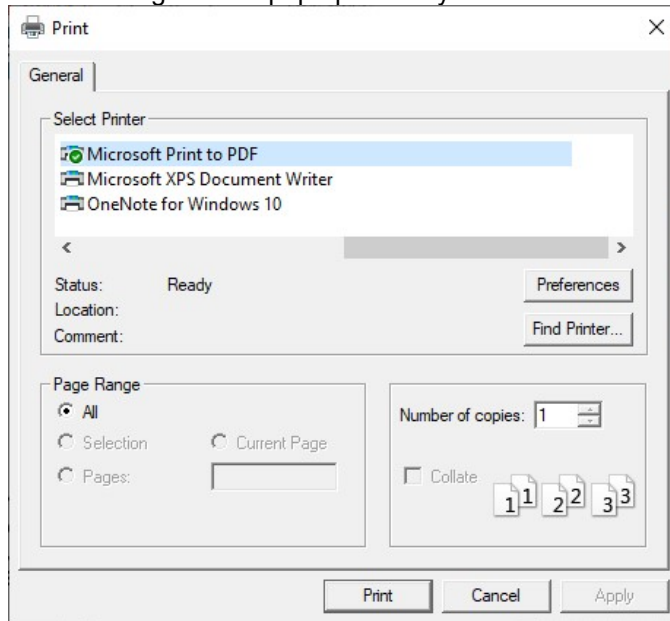 Print
General
Select Printer
Microsoft Print to PDF
Microsoft XPS Document Writer
OneNote for Windows 10
Status: Ready
Location:
Comment:
Preferences
Find Printer...
Page Range
All
Selection
Current Page
Pages:
Number of copies: 1
Collate
1 1 2 2 3 3
Print Cancel Apply